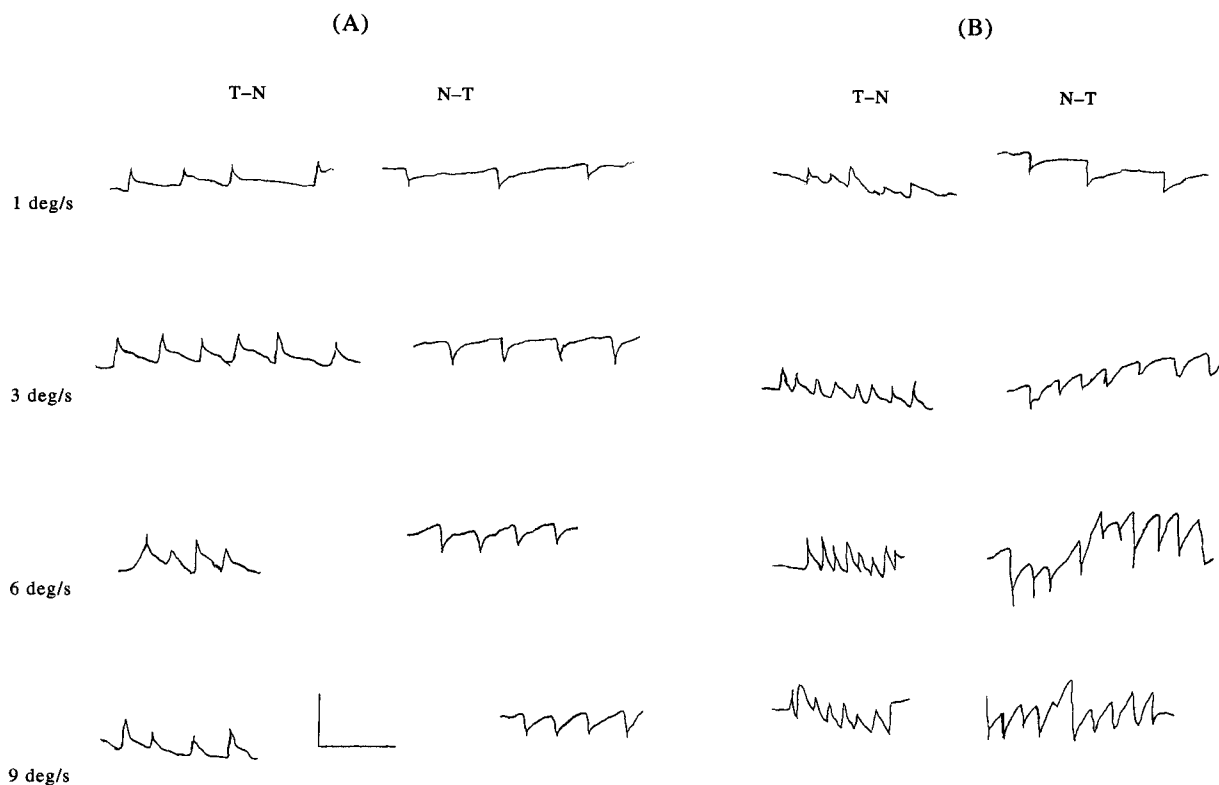 (A) (B)
T–N N–T T–N N–T
1 deg/s
3 deg/s
6 deg/s
9 deg/s